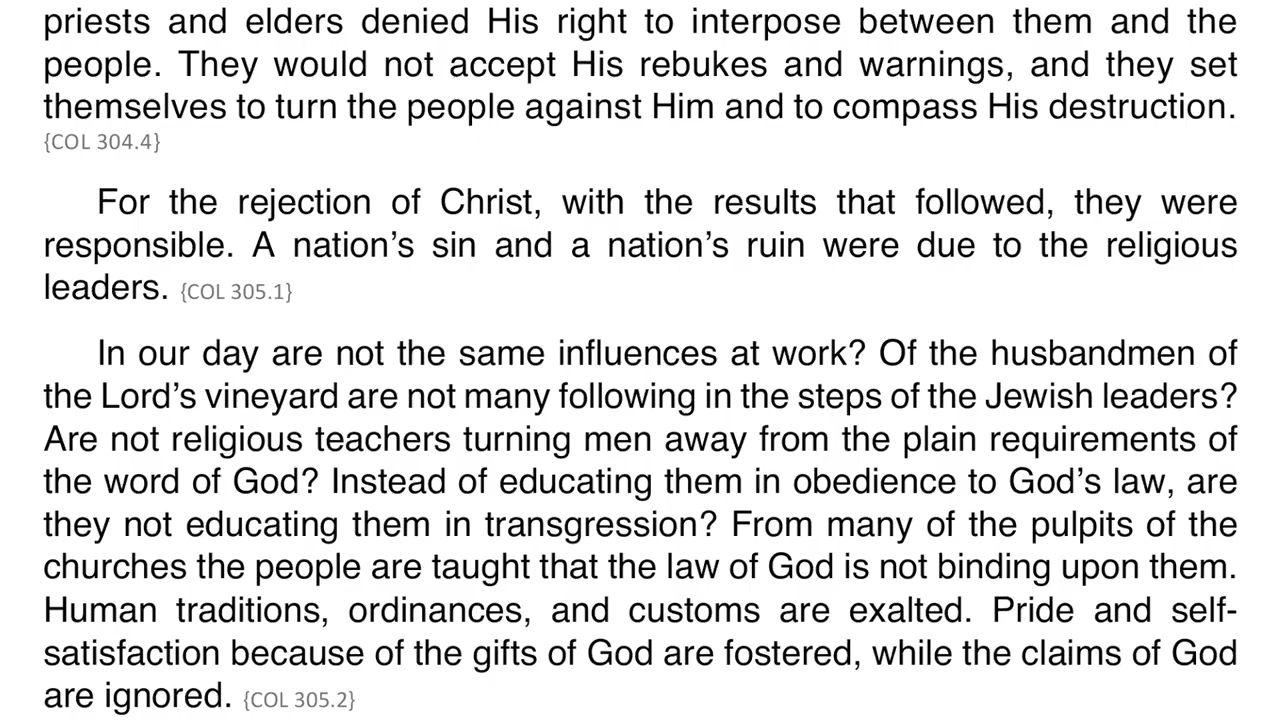 priests and elders denied His right to interpose between them and the
people. They would not accept His rebukes and warnings, and they set
themselves to turn the people against Him and to compass His destruction.
{COL 304.4}
For the rejection of Christ, with the results that followed, they were
responsible. A nation’s sin and a nation’s ruin were due to the religious
leaders. {COL 305.1}
In our day are not the same influences at work? Of the husbandmen of
the Lord’s vineyard are not many following in the steps of the Jewish leaders?
Are not religious teachers turning men away from the plain requirements of
the word of God? Instead of educating them in obedience to God’s law, are
they not educating them in transgression? From many of the pulpits of the
churches the people are taught that the law of God is not binding upon them.
Human traditions, ordinances, and customs are exalted. Pride and self-
satisfaction because of the gifts of God are fostered, while the claims of God
are ignored. {COL 305.2}